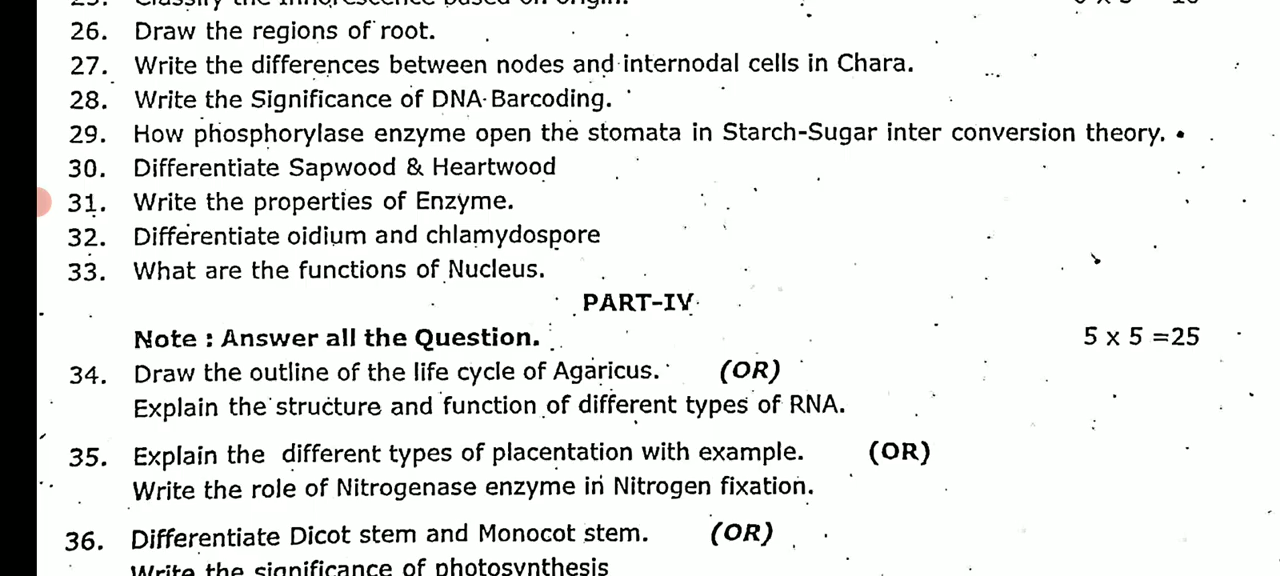 26. Draw the regions of root.
27. Write the differences between nodes and internodal cells in Chara.
28. Write the Significance of DNA Barcoding.
29. How phosphorylase enzyme open the stomata in Starch-Sugar inter conversion theory.
30. Differentiate Sapwood & Heartwood
31. Write the properties of Enzyme.
32. Differentiate oidium and chlamydospore
33. What are the functions of Nucleus.
PART-IV
Note : Answer all the Question. 5 x 5 =25
34. Draw the outline of the life cycle of Agaricus. (OR)
Explain the structure and function of different types of RNA.
35. Explain the different types of placentation with example. (OR)
Write the role of Nitrogenase enzyme in Nitrogen fixation.
36. Differentiate Dicot stem and Monocot stem. (OR)
Write the significance of photosynthesis